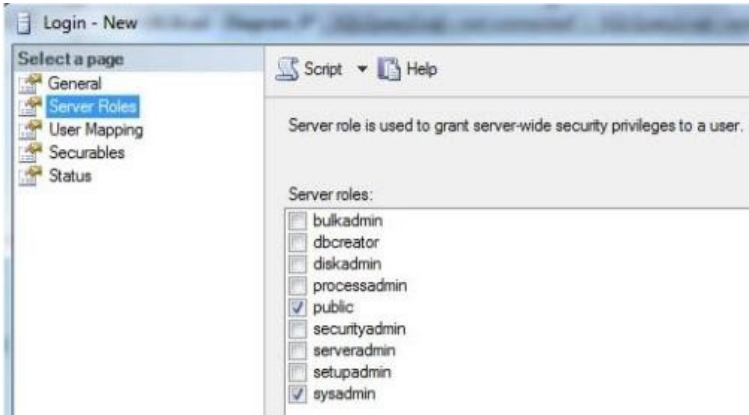 Login - New
Select a page
General
Server Roles
User Mapping
Securables
Status
Script
Help
Server role is used to grant server-wide security privileges to a user.
Server roles:
bulkadmin
dbcreator
diskadmin
processadmin
public
securityadmin
serveradmin
setupadmin
sysadmin